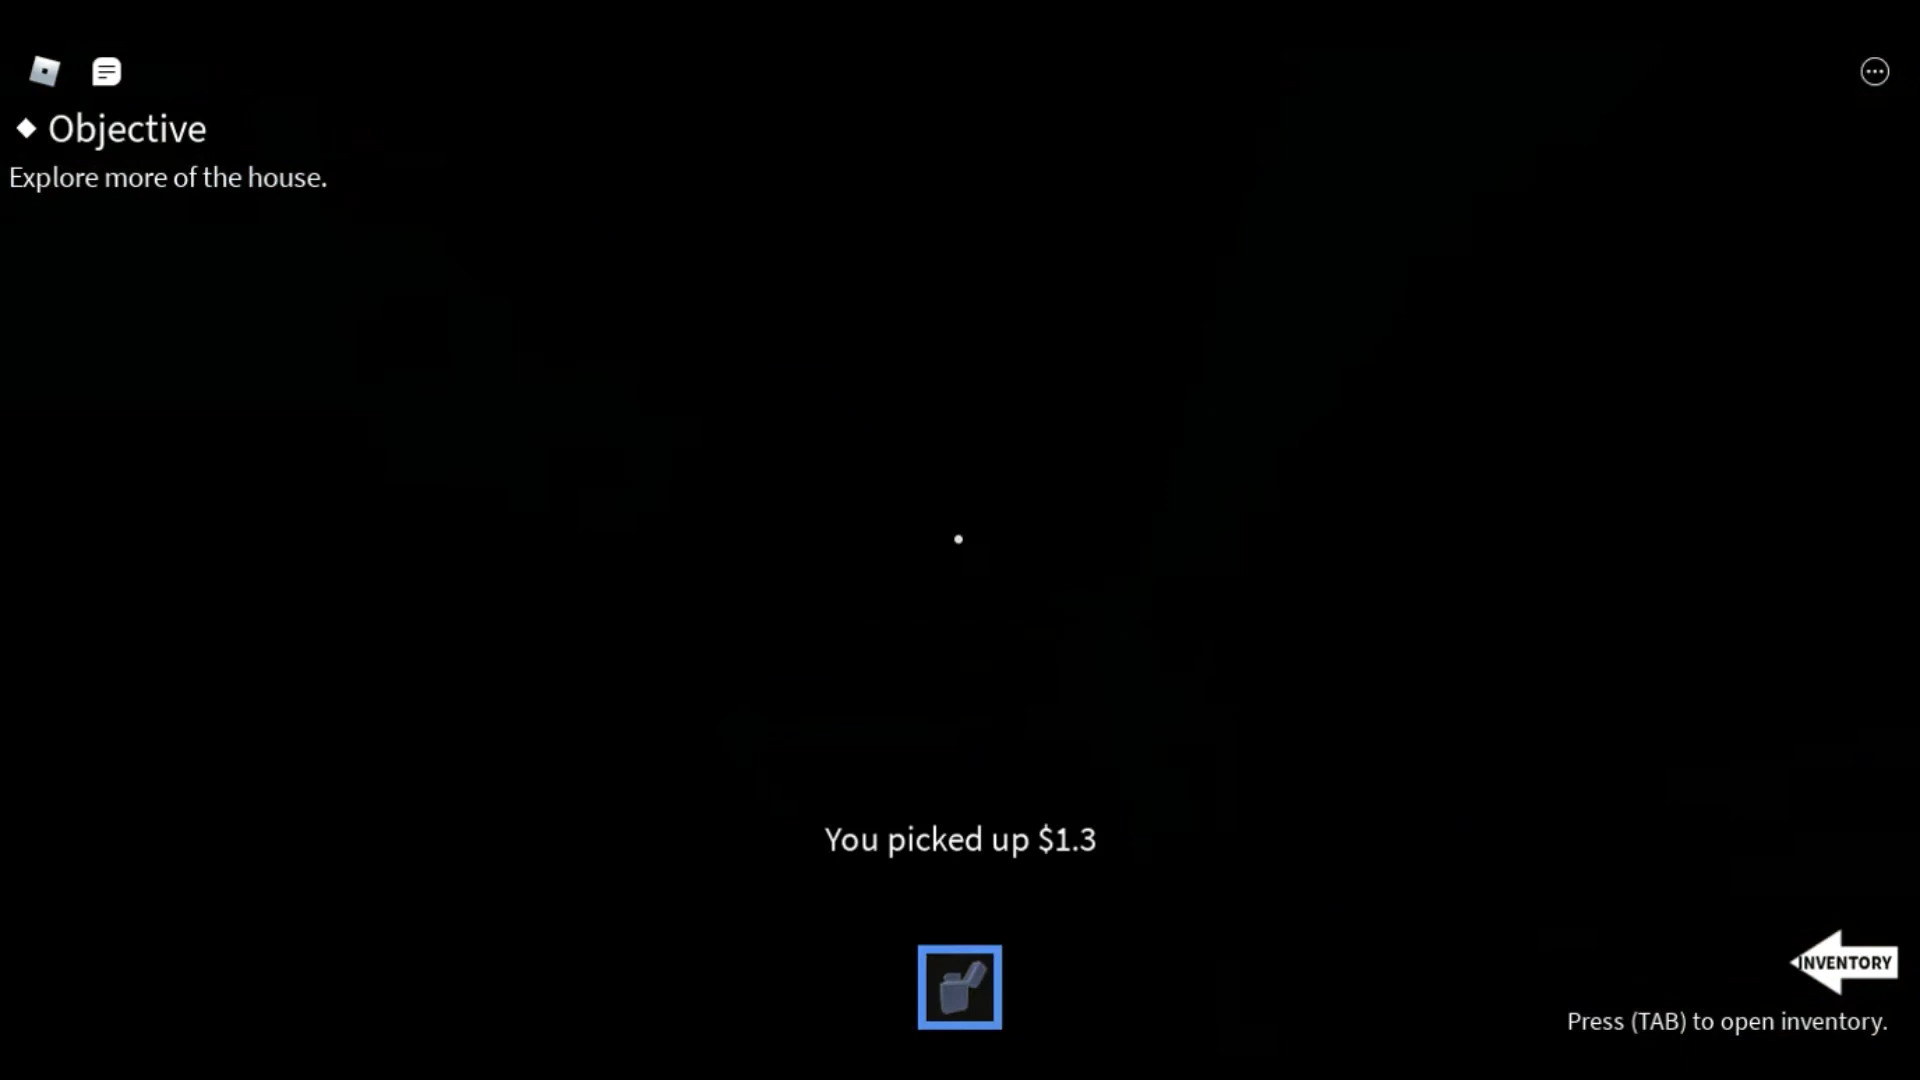 Objective
Explore more of the house.
You picked up $1.3
INVENTORY
Press (TAB) to open inventory.